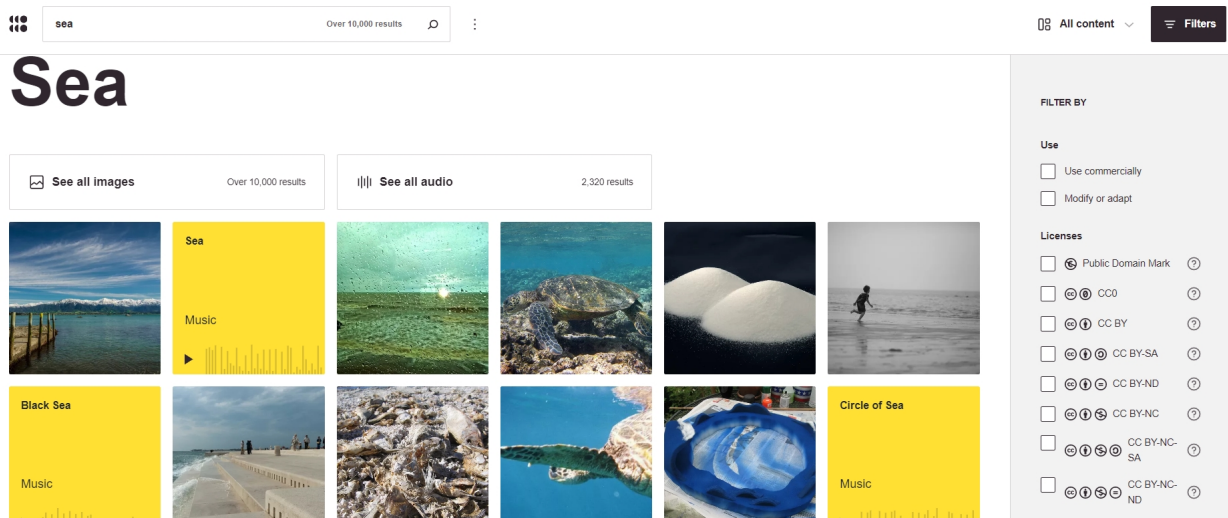 sea
Over 10,000 results
All content
Filters
Sea
See all images
Over 10,000 results
See all audio
2,320 results
Sea
Music
Black Sea
Music
Circle of Sea
Music
FILTER BY
Use
Use commercially
Modify or adapt
Licenses
Public Domain Mark
CC0
CC BY
CC BY-SA
CC BY-ND
CC BY-NC
CC BY-NC-
SA
CC BY-NC-
ND